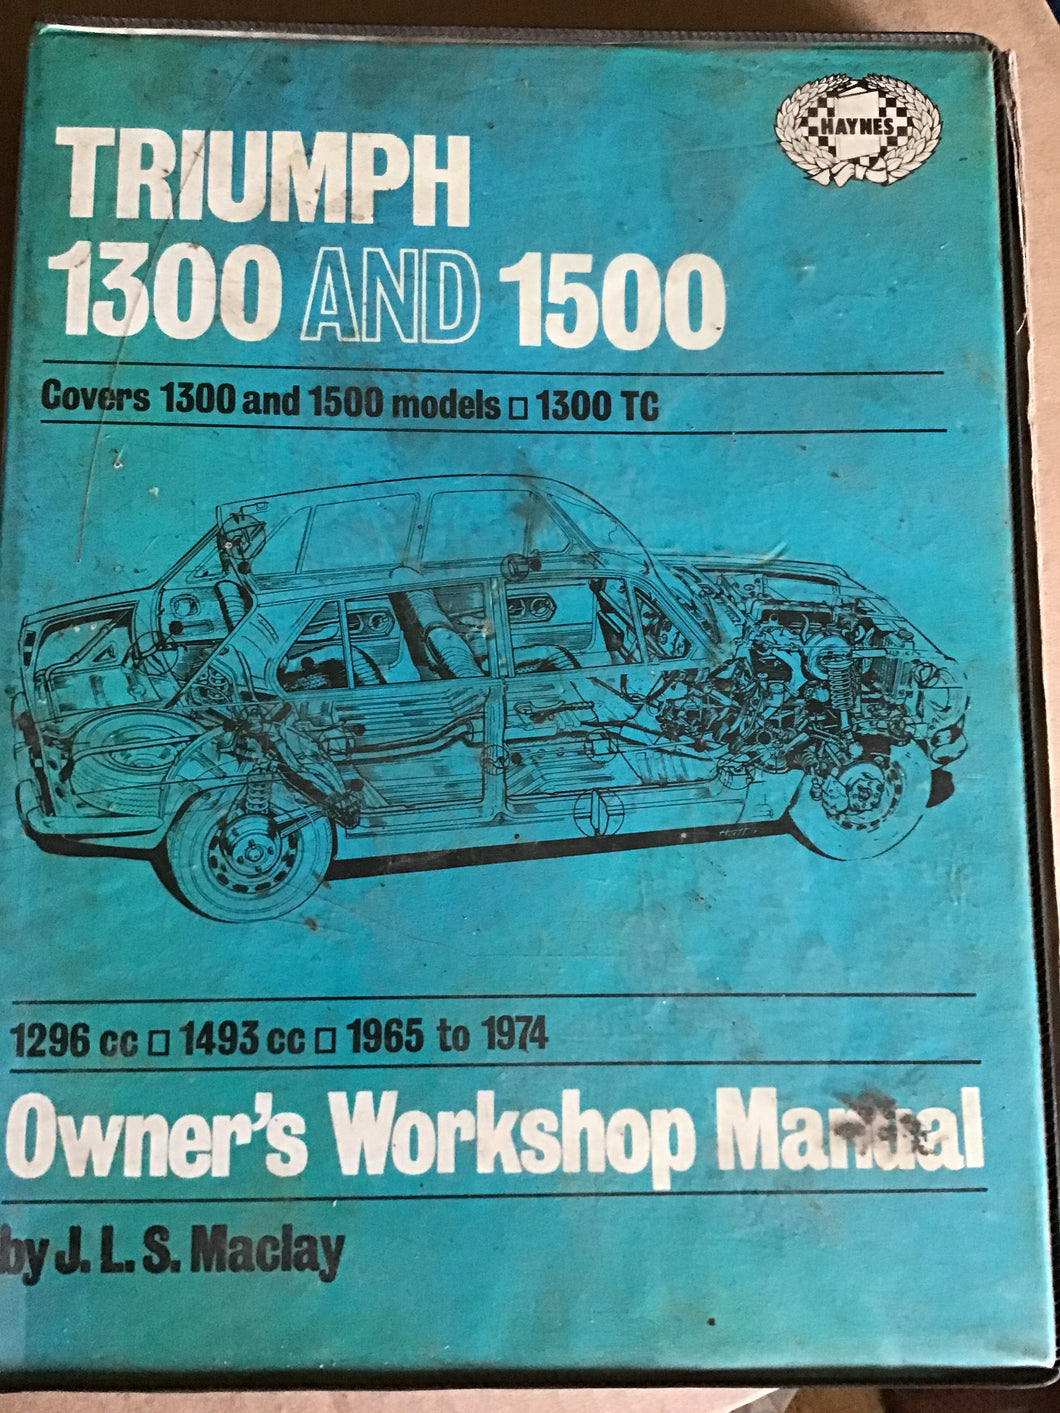 HAYNES
TRIUMPH
1300 AND 1500
Covers 1300 and 1500 models □ 1300 TC
1296 cc □ 1493 cc □ 1965 to 1974
Owner's Workshop Manual
by J. L. S. Maclay